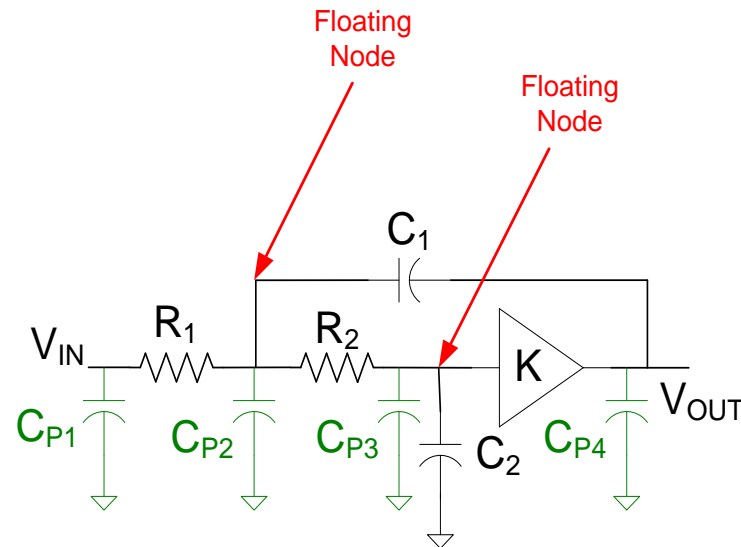 Floating
Node
Floating
Node
C1
R1
R2
VIN
K
VOUT
CP1
CP2
CP3
C2
CP4